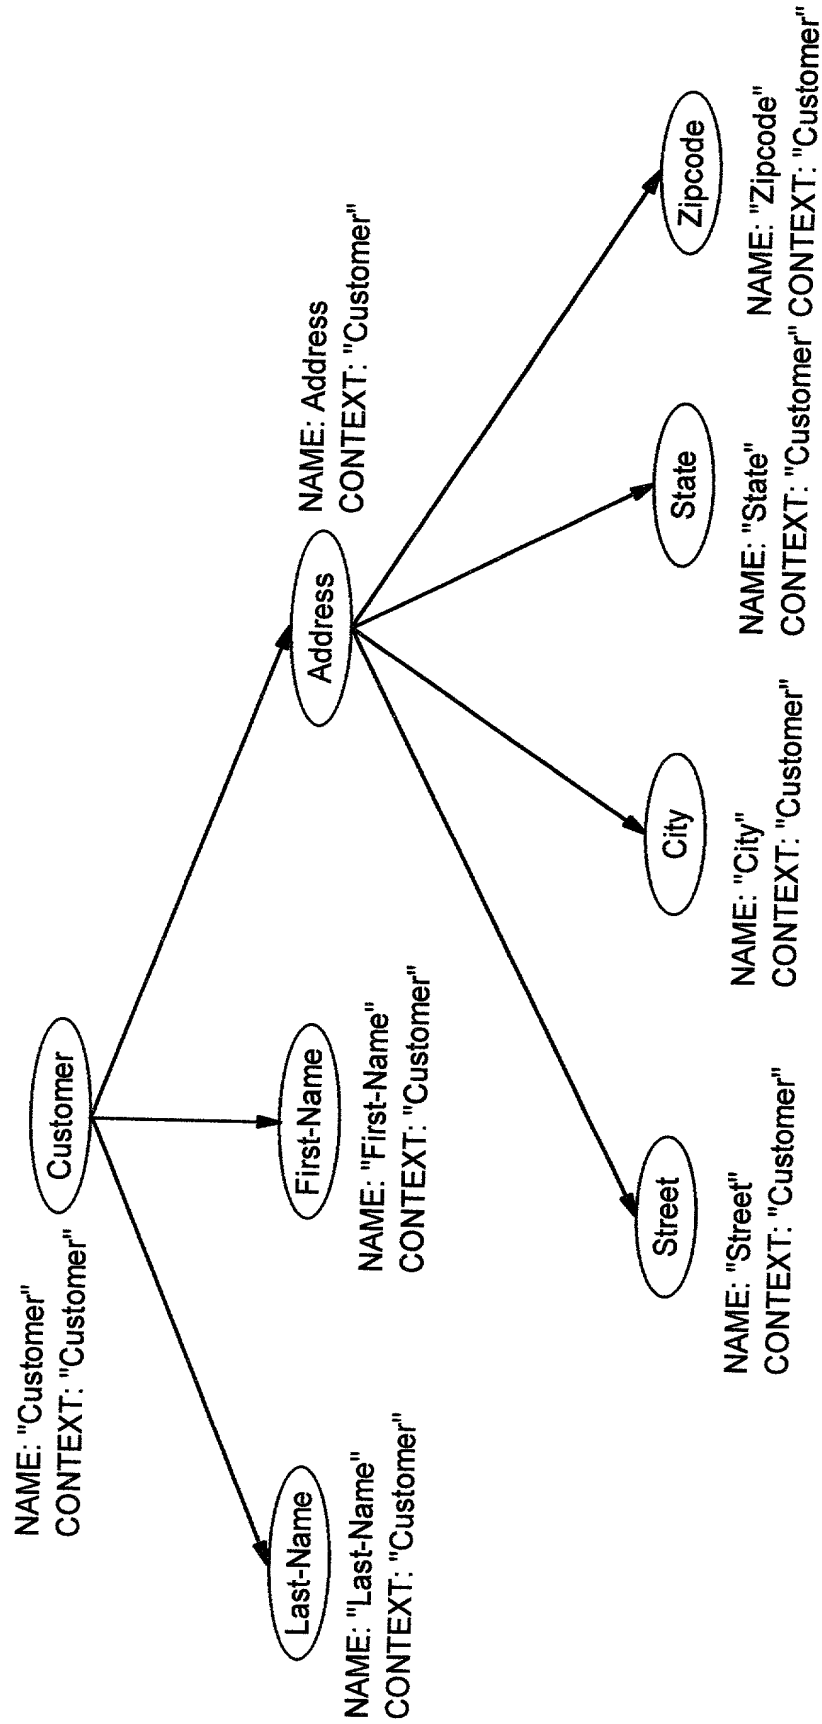 NAME: "Customer"
CONTEXT: "Customer"
Customer
Last-Name
NAME: "Last-Name"
CONTEXT: "Customer"
First-Name
NAME: "First-Name"
CONTEXT: "Customer"
Address
NAME: Address
CONTEXT: "Customer"
Street
NAME: "Street"
CONTEXT: "Customer"
City
NAME: "City"
CONTEXT: "Customer"
State
NAME: "State"
CONTEXT: "Customer"
Zipcode
NAME: "Zipcode"
CONTEXT: "Customer"